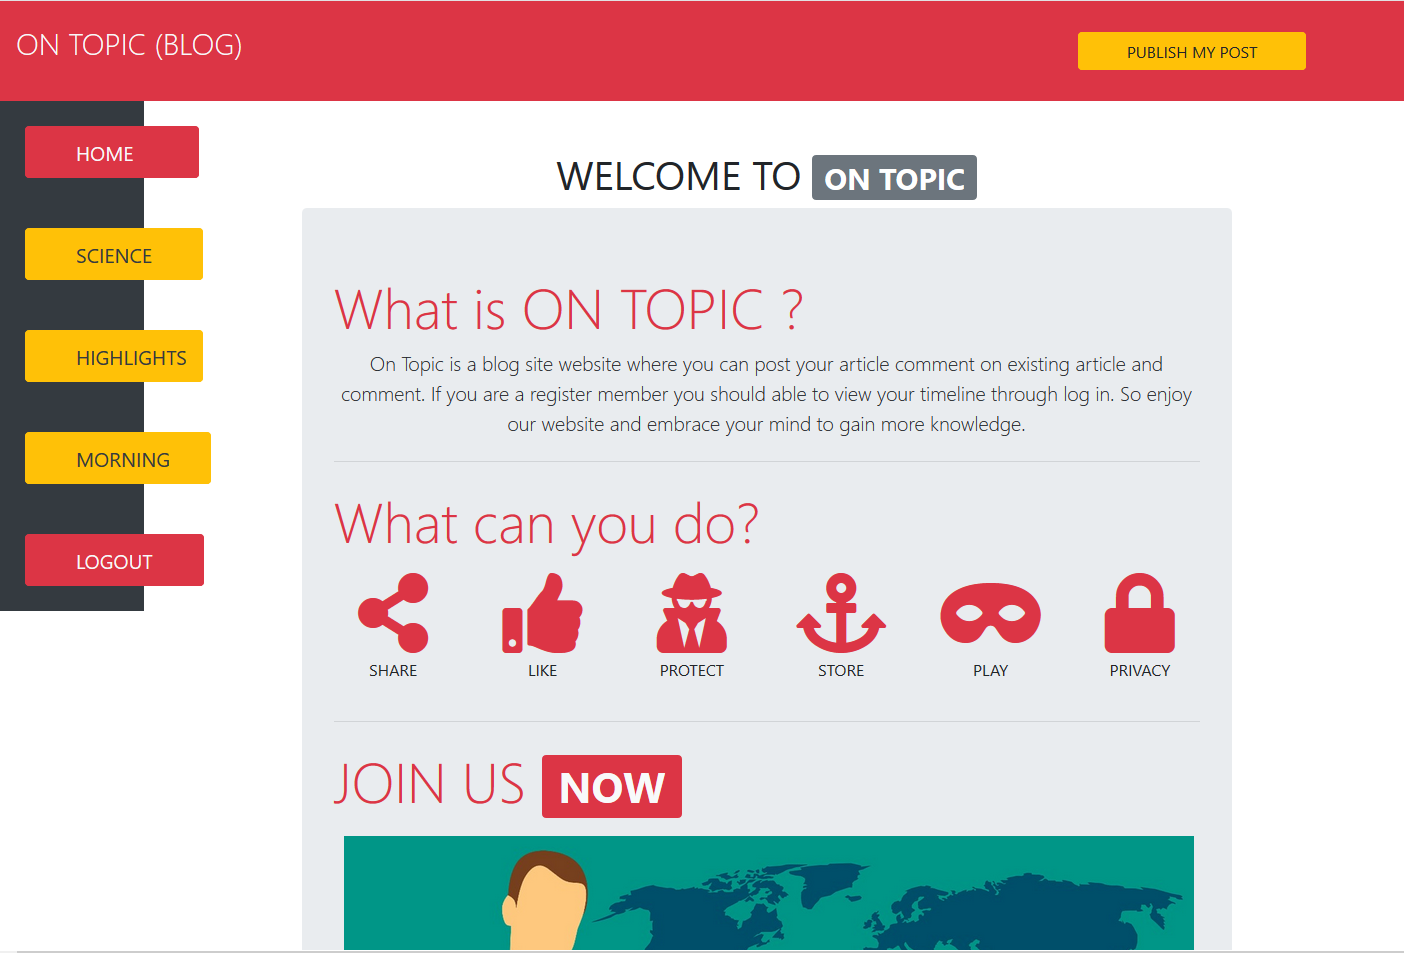 ON TOPIC (BLOG)
PUBLISH MY POST
HOME
SCIENCE
HIGHLIGHTS
MORNING
LOGOUT
WELCOME TO ON TOPIC
What is ON TOPIC ?
On Topic is a blog site website where you can post your article comment on existing article and
comment. If you are a register member you should able to view your timeline through log in. So enjoy
our website and embrace your mind to gain more knowledge.
What can you do?
SHARE LIKE PROTECT STORE PLAY PRIVACY
JOIN US NOW